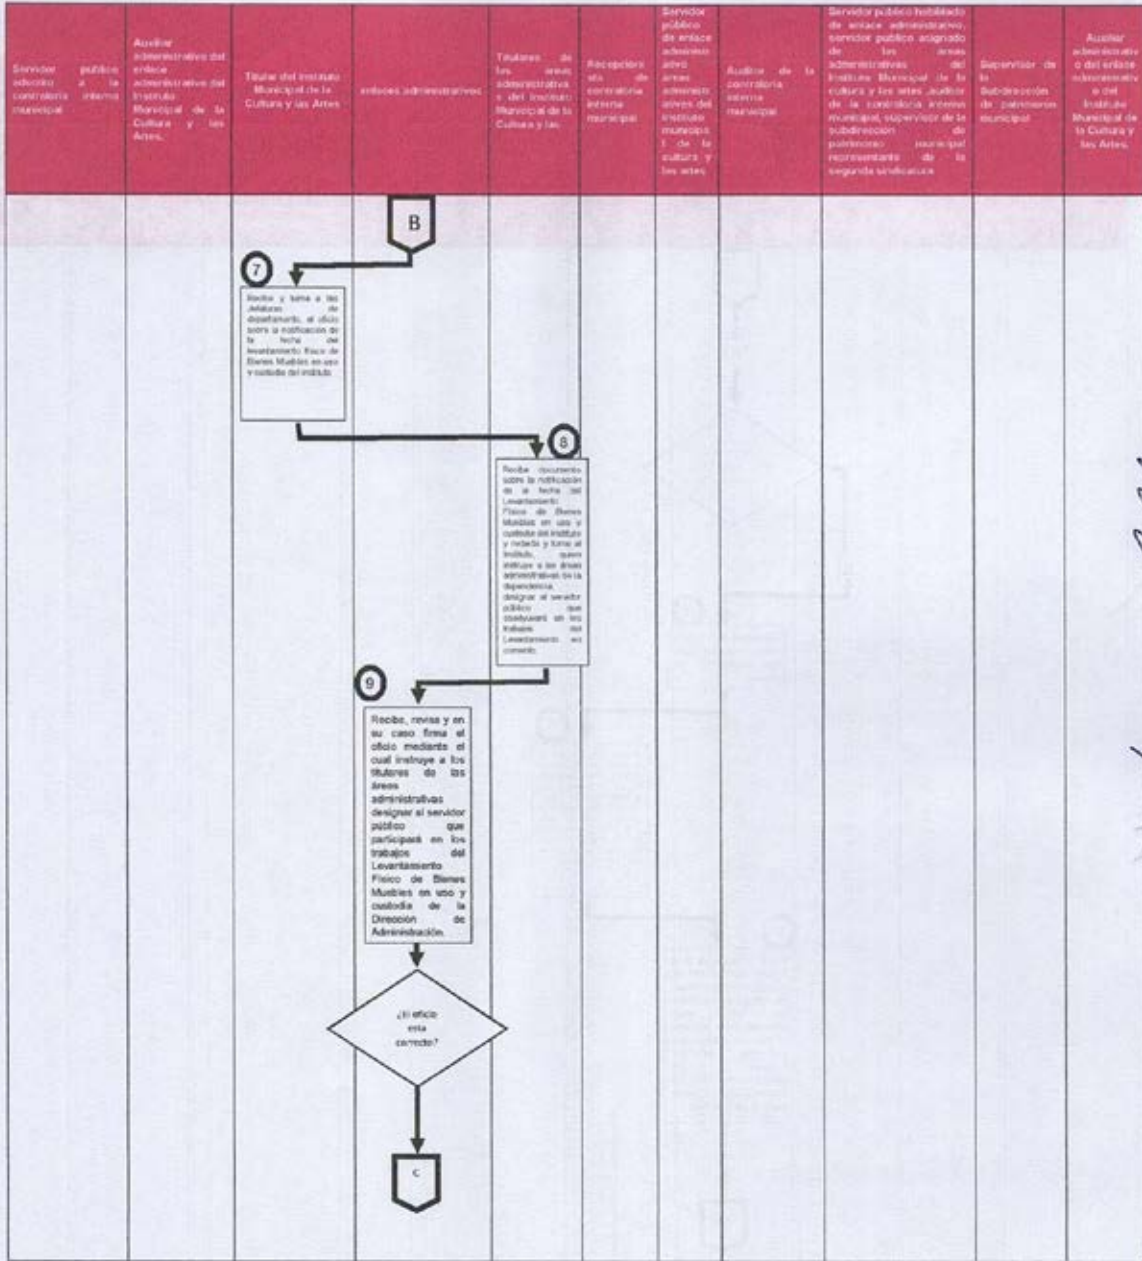 Servidor público
adscrito a la
contraloría interna
municipal
Auxiliar
administrativo del
enlace
administrativo del
Instituto
Municipal de la
Cultura y las
Artes.
Titular del Instituto
Municipal de la
Cultura y las Artes
enlaces administrativos
Titulares de
las áreas
administrativa
s del Instituto
Municipal de la
Cultura y las
Recepcioni
sta de
contraloría
interna
municipal
Servidor
público
de enlace
administr
ativo
áreas
administr
ativas del
instituto
municipa
l de la
cultura y
las artes
Auditor de la
contraloría
interna
municipal
Servidor público habilitado
de enlace administrativo,
servidor publico asignado
de las áreas
administrativas del
Instituto Municipal de la
cultura y las artes ,auditor
de la contraloría interna
municipal, supervisor de la
subdirección de
patrimonio municipal
representante de la
segunda sindicatura
Supervisor de
la
Subdirección
de patrimonio
municipal
Auxiliar
administrativ
o del enlace
administrativ
o del
Instituto
Municipal de
la Cultura y
las Artes.
B
7
Recibe y turna a las
Jefaturas de
departamento, el oficio
sobre la notificación de
la fecha del
levantamiento físico de
Bienes Muebles en uso
y custodia del instituto
8
Recibe documento
sobre la notificación
de la fecha del
Levantamiento
Físico de Bienes
Muebles en uso y
custodia del instituto
y redacta y turna al
Instituto, quien
instruye a las áreas
administrativas de la
dependencia,
designar al servidor
público que
coadyuvará en los
trabajos del
Levantamiento en
comento.
9
Recibe, revisa y en
su caso firma el
oficio mediante el
cual instruye a los
titulares de las
áreas
administrativas
designar al servidor
público que
participará en los
trabajos del
Levantamiento
Físico de Bienes
Muebles en uso y
custodia de la
Dirección de
Administración.
¿El oficio
esta
correcto?
c